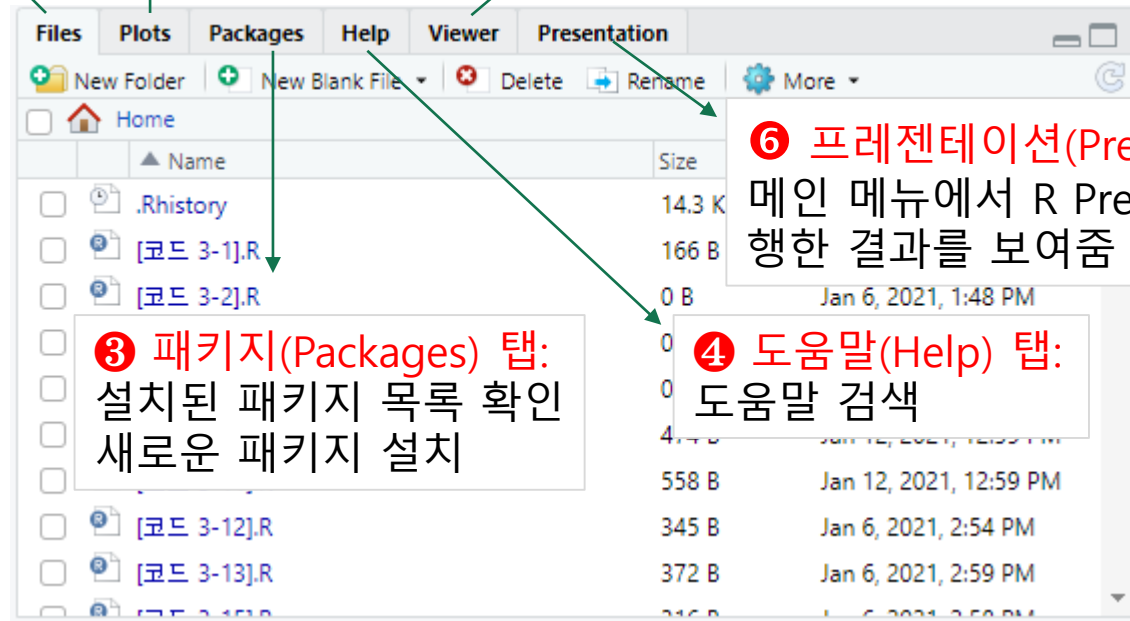 Files Plots Packages Help Viewer Presentation
New Folder New Blank File Delete Rename More
Home
Name Size
.Rhistory 14.3 K
[코드 3-1].R 166 B
[코드 3-2].R 0 B Jan 6, 2021, 1:48 PM
❻ 프레젠테이션(Pre
메인 메뉴에서 R Pre
행한 결과를 보여줌
❸ 패키지(Packages) 탭:
설치된 패키지 목록 확인
새로운 패키지 설치
❹ 도움말(Help) 탭:
도움말 검색
558 B Jan 12, 2021, 12:59 PM
[코드 3-12].R 345 B Jan 6, 2021, 2:54 PM
[코드 3-13].R 372 B Jan 6, 2021, 2:59 PM